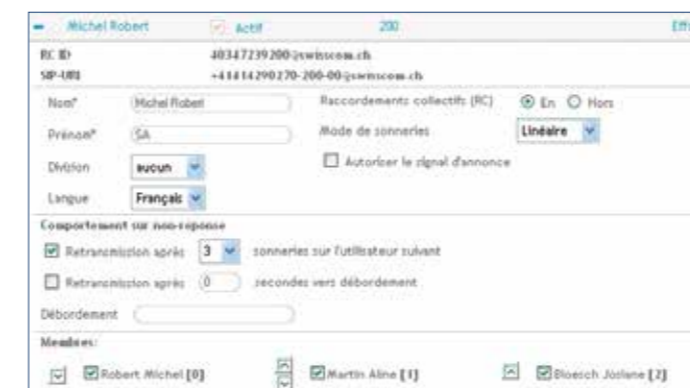 Michel Robert Actif 200 Eff
RC ID 40347239200@swisscom.ch
SIP-URI +41414290270-200-00@swisscom.ch
Nom* Michel Robert Raccordements collectifs (RC) En Hors
Prénom* SA Mode de sonneries Linéaire
Division aucun Autoriser le signal d'annonce
Langue Français
Comportement sur non-réponse
Retransmission après 3 sonneries sur l'utilisateur suivant
Retransmission après 0 secondes vers débordement
Débordement
Membres:
Robert Michel [0] Martin Aline [1] Bloesch Josiane [2]